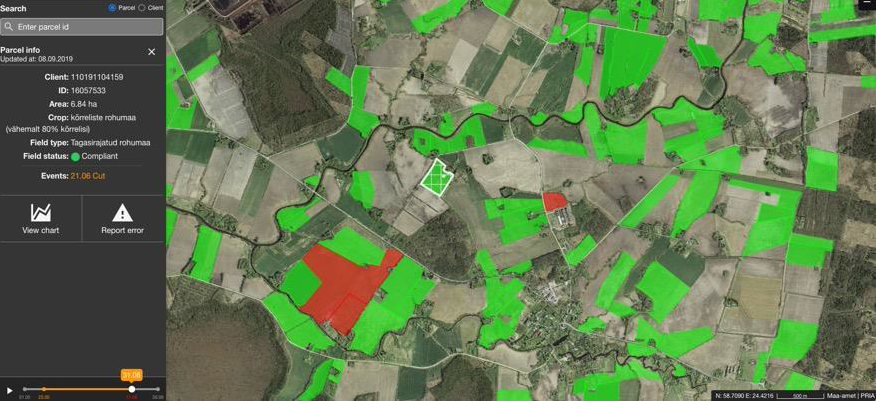 Search
Parcel
Client
Enter parcel id
Parcel info
Updated at: 08.09.2019
Client: 110191104159
ID: 16057533
Area: 6.84 ha
Crop: kõrreliste rohumaa
(vähemalt 80% kõrrelisi)
Field type: Tagasirajatud rohumaa
Field status: Compliant
Events: 21.06 Cut
View chart
Report error
31.08
N: 58.7090 E: 24.4216
500 m
Maa-amet | PRIA